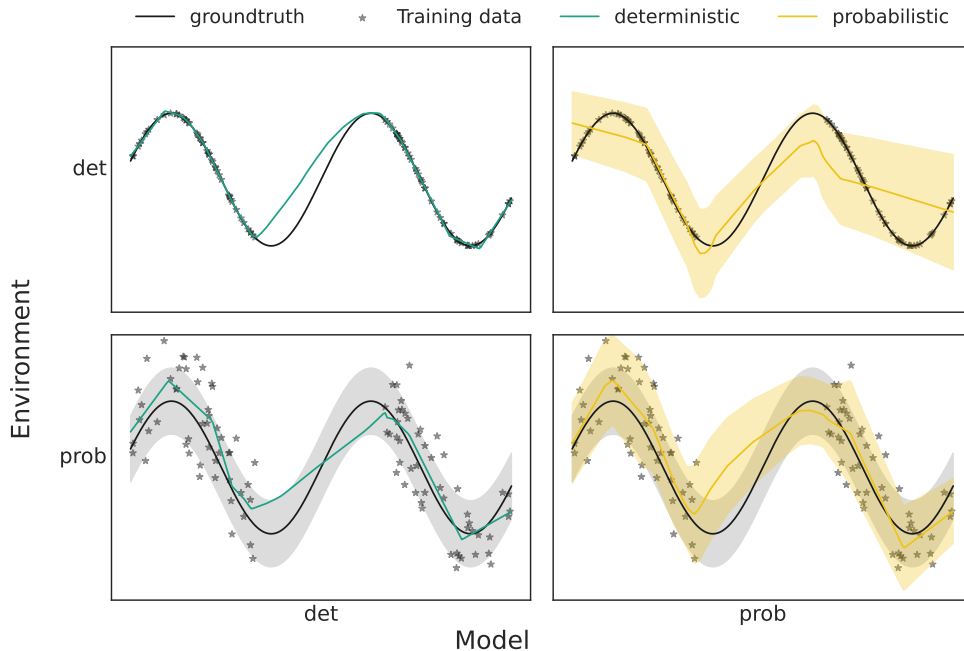 groundtruth Training data deterministic probabilistic
det
Environment
prob
det prob
Model